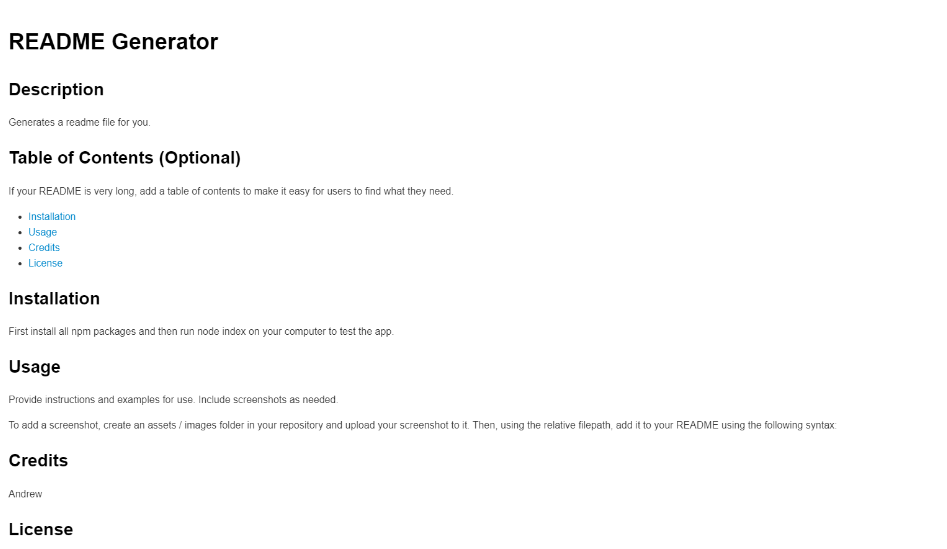 README Generator
Description
Generates a readme file for you.
Table of Contents (Optional)
If your README is very long, add a table of contents to make it easy for users to find what they need.
Installation
Usage
Credits
License
Installation
First install all npm packages and then run node index on your computer to test the app.
Usage
Provide instructions and examples for use. Include screenshots as needed.
To add a screenshot, create an assets / images folder in your repository and upload your screenshot to it. Then, using the relative filepath, add it to your README using the following syntax:
Credits
Andrew
License